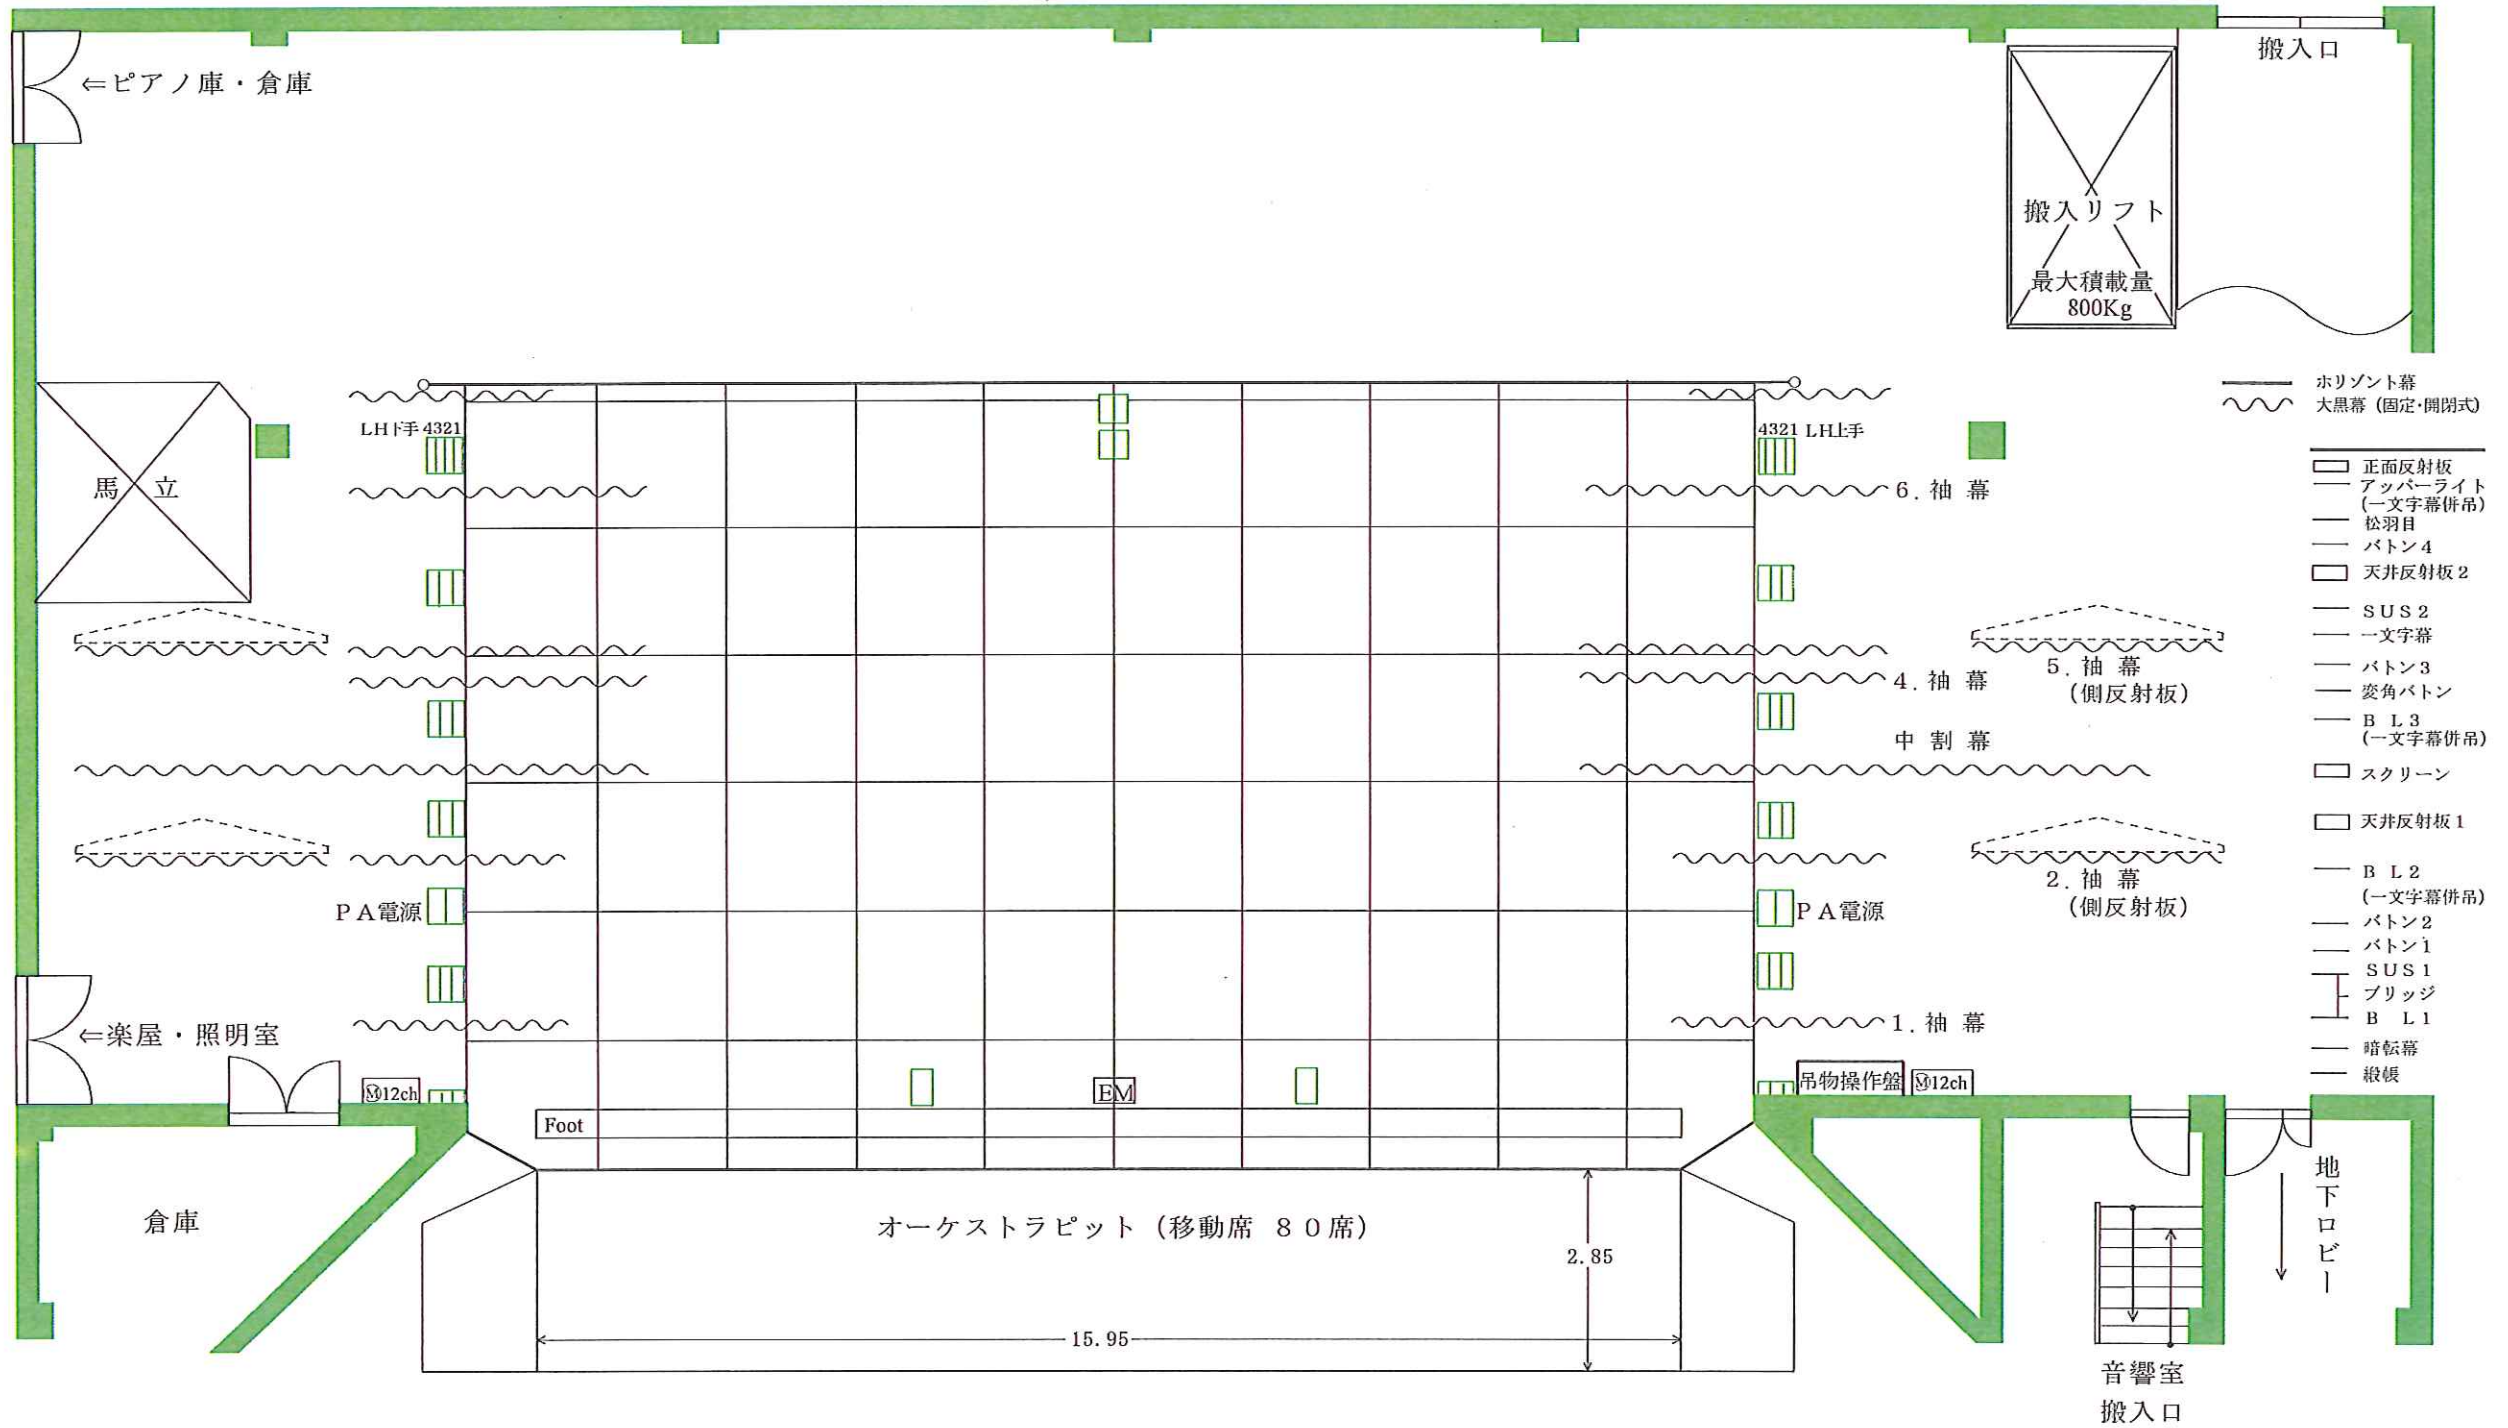 ⇐ピアノ庫・倉庫
搬入口
搬入リフト
最大積載量
800Kg
ホリゾント幕
大黒幕 (固定・開閉式)
LH下手 4321
4321 LH上手
馬 立
6. 袖 幕
正面反射板
アッパーライト
(一文字幕併吊)
松羽目
バトン4
天井反射板2
SUS2
一文字幕
バトン3
変角バトン
B L3
(一文字幕併吊)
スクリーン
天井反射板1
B L2
(一文字幕併吊)
バトン2
バトン1
SUS1
ブリッジ
B L1
暗転幕
緞帳
5. 袖 幕
(側反射板)
4. 袖 幕
中 割 幕
2. 袖 幕
(側反射板)
PA電源
PA電源
1. 袖 幕
⇐楽屋・照明室
Ⓜ12ch
EM
吊物操作盤
Ⓜ12ch
Foot
倉庫
オーケストラピット (移動席 80席)
2.85
15.95
地下ロビー
音響室
搬入口